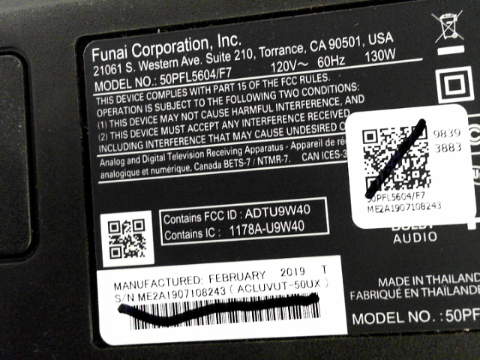 Funai Corporation, Inc.
21061 S. Western Ave. Suite 210, Torrance, CA 90501, USA
MODEL NO.: 50PFL5604/F7 120V~ 60Hz 130W
THIS DEVICE COMPLIES WITH PART 15 OF THE FCC RULES.
OPERATION IS SUBJECT TO THE FOLLOWING TWO CONDITIONS:
(1) THIS DEVICE MAY NOT CAUSE HARMFUL INTERFERENCE, AND
(2) THIS DEVICE MUST ACCEPT ANY INTERFERENCE RECEIVED,
INCLUDING INTERFERENCE THAT MAY CAUSE UNDESIRED
Analog and Digital Television Receiving Apparatus - Appareil de
analogique et numérique, Canada BETS-7 / NTMR-7. CAN ICES-3
9839
3883
50PFL5604/F7
ME2A1907108243
Contains FCC ID : ADTU9W40
Contains IC : 1178A-U9W40
AUDIO
MANUFACTURED: FEBRUARY 2019 T
S/N ME2A1907108243 (ACLUVUT-50UX)
MADE IN THAILAND
FABRIQUÉ EN THAÏLANDE
MODEL NO.: 50PF